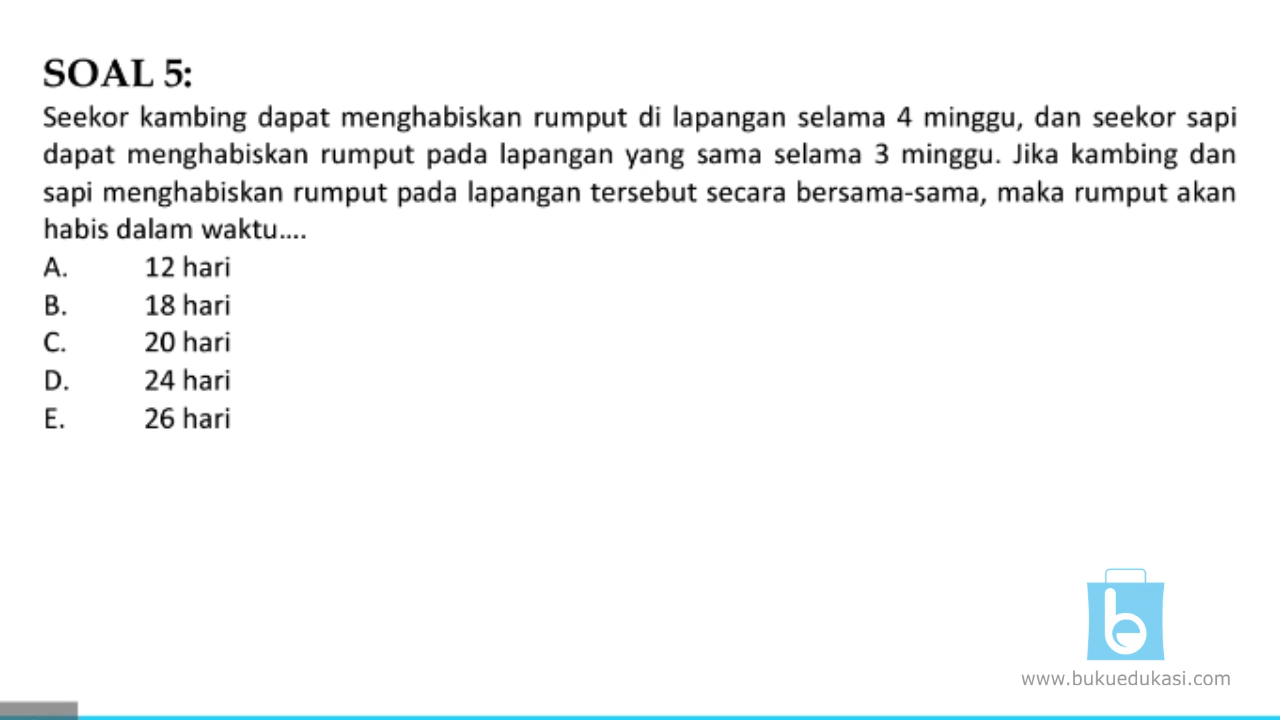 SOAL 5:
Seekor kambing dapat menghabiskan rumput di lapangan selama 4 minggu, dan seekor sapi
dapat menghabiskan rumput pada lapangan yang sama selama 3 minggu. Jika kambing dan
sapi menghabiskan rumput pada lapangan tersebut secara bersama-sama, maka rumput akan
habis dalam waktu....
A. 12 hari
B. 18 hari
C. 20 hari
D. 24 hari
E. 26 hari
www.bukuedukasi.com